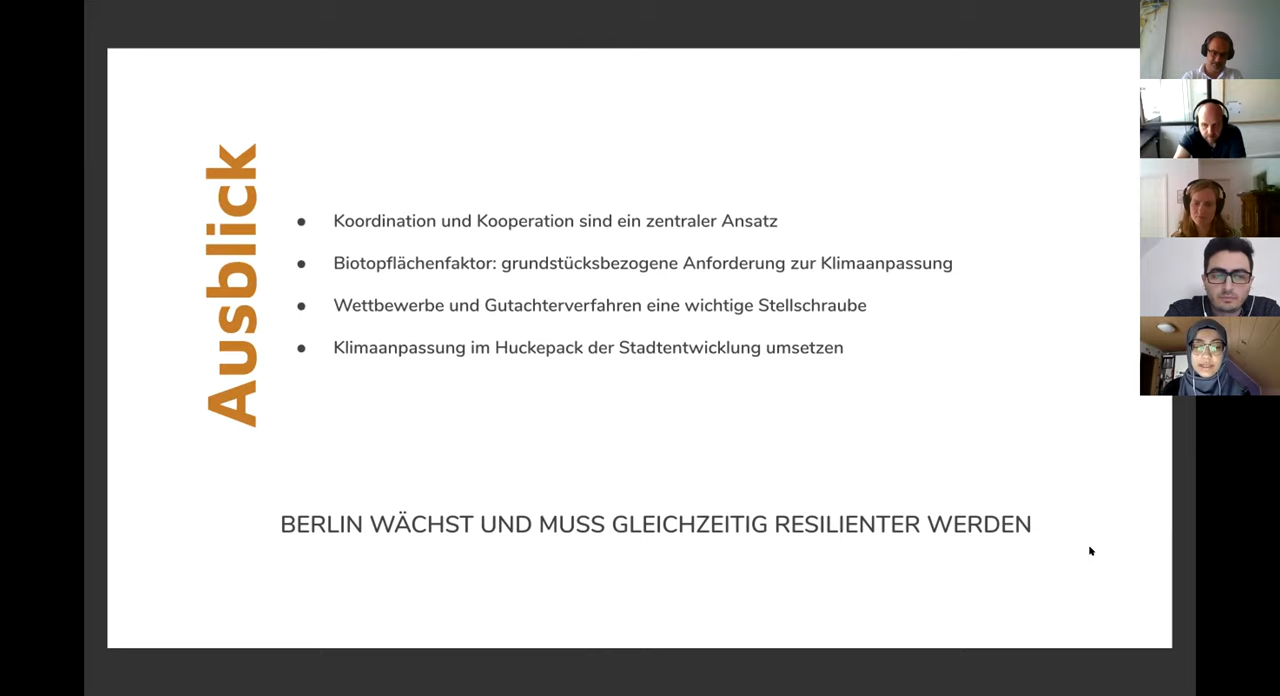 Ausblick
● Koordination und Kooperation sind ein zentraler Ansatz
● Biotopflächenfaktor: grundstücksbezogene Anforderung zur Klimaanpassung
● Wettbewerbe und Gutachterverfahren eine wichtige Stellschraube
● Klimaanpassung im Huckepack der Stadtentwicklung umsetzen
BERLIN WÄCHST UND MUSS GLEICHZEITIG RESILIENTER WERDEN